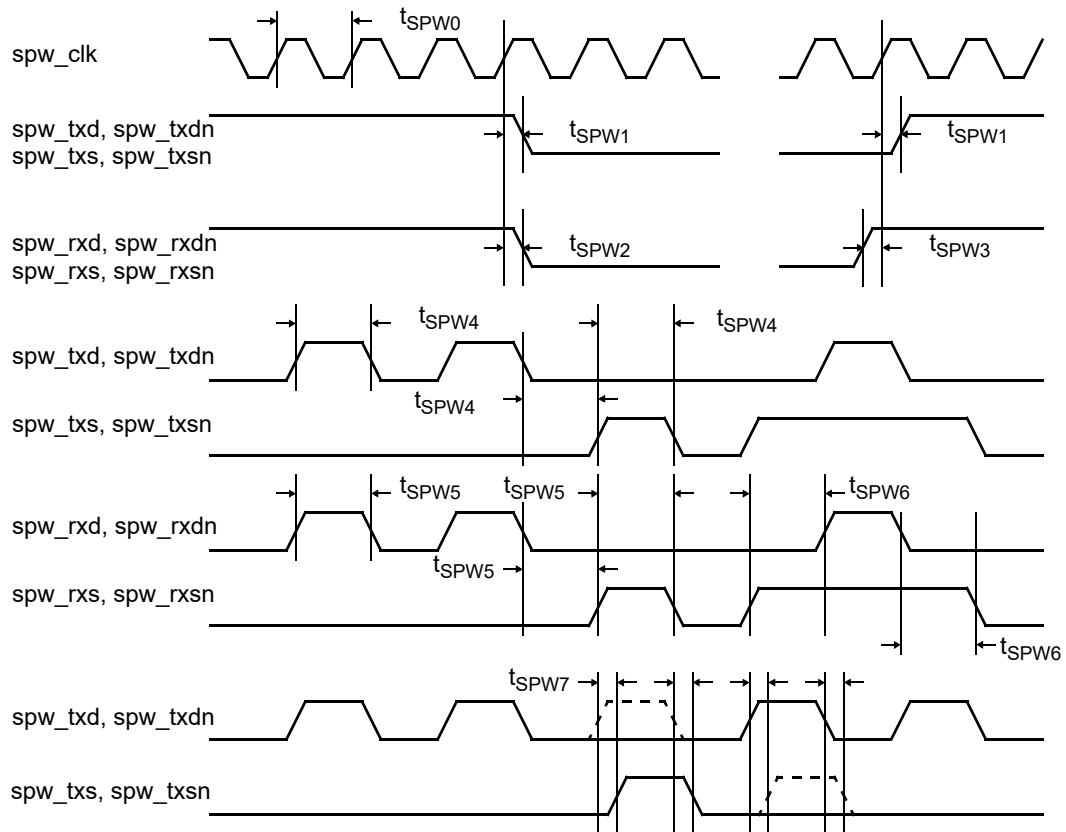 tSPW0
spw_clk
spw_txd, spw_txdn
spw_txs, spw_txsn
tSPW1
tSPW1
spw_rxd, spw_rxdn
spw_rxs, spw_rxsn
tSPW2
tSPW3
tSPW4
tSPW4
spw_txd, spw_txdn
tSPW4
spw_txs, spw_txsn
tSPW5
tSPW5
tSPW6
spw_rxd, spw_rxdn
tSPW5
spw_rxs, spw_rxsn
tSPW6
tSPW7
spw_txd, spw_txdn
spw_txs, spw_txsn